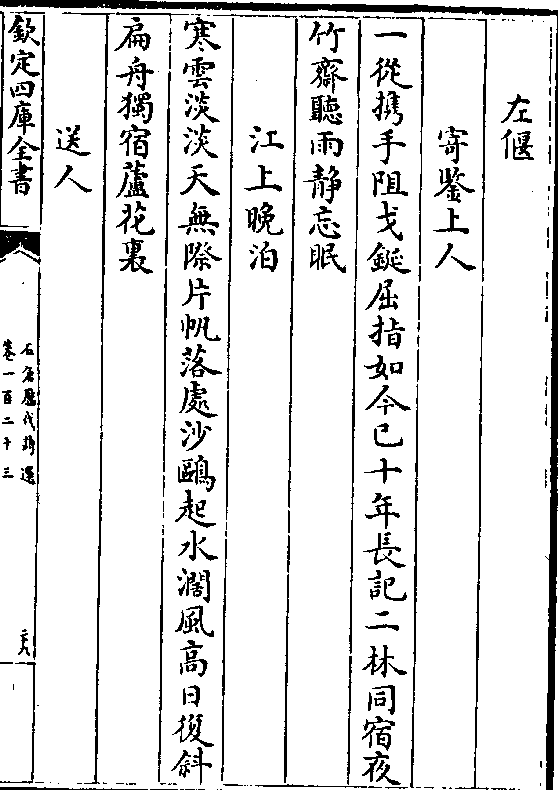 左偃
寄鑒上人
一從攜手阻戈鋋屈指如今已十年長記二林同宿夜
竹齋聽雨靜忘眠
江上晚泊
寒雲淡淡天無際片帆落處沙鷗起水濶風高日復斜
扁舟獨宿蘆花裏
送人
欽定四庫全書
石倉歷代詩選
卷一百二十三